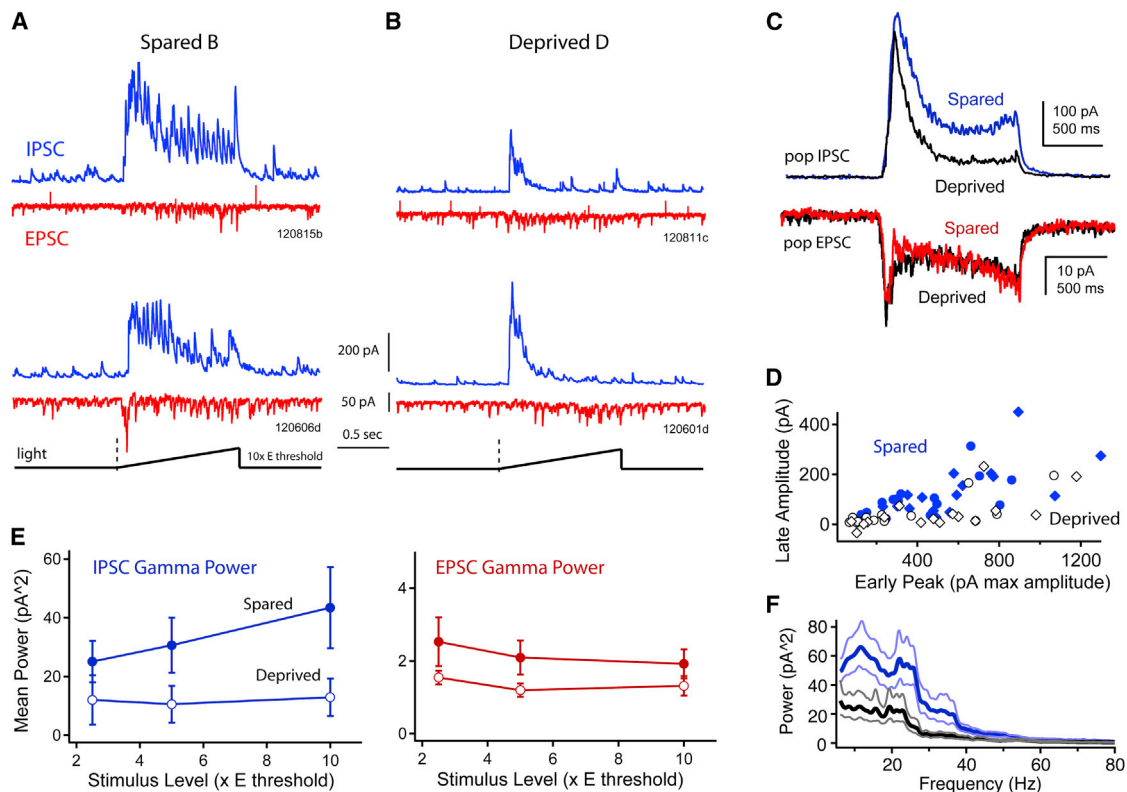 A
Spared B
IPSC
EPSC
120815b
120606d
light
10x E threshold
B
Deprived D
120811c
200 pA
50 pA
0.5 sec
120601d
C
Spared
100 pA
500 ms
pop IPSC
Deprived
Spared
pop EPSC
10 pA
500 ms
Deprived
D
Late Amplitude (pA)
400
200
0
Spared
Deprived
400
800
1200
Early Peak (pA max amplitude)
E
Mean Power (pA^2)
60
40
20
0
IPSC Gamma Power
Spared
Deprived
2
4
6
8
10
Stimulus Level (x E threshold)
4
2
0
EPSC Gamma Power
2
4
6
8
10
Stimulus Level (x E threshold)
F
Power (pA^2)
80
60
40
20
0
20
40
60
80
Frequency (Hz)